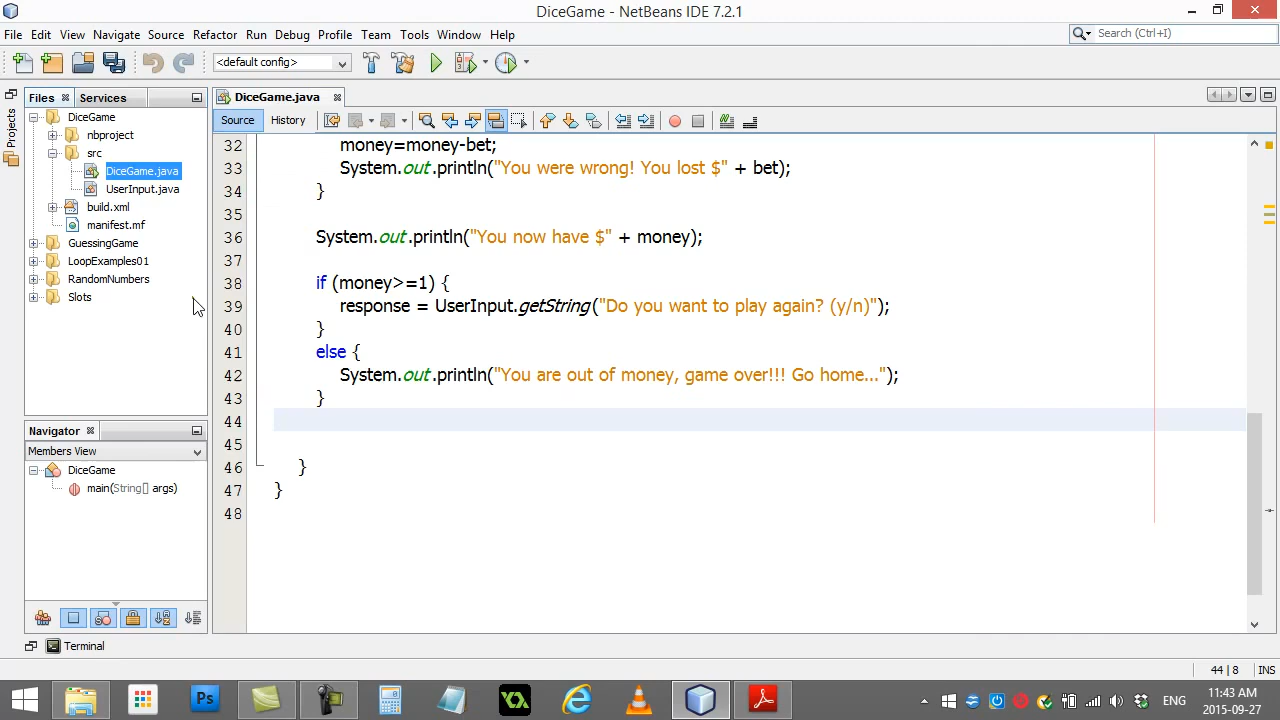 DiceGame - NetBeans IDE 7.2.1
File Edit View Navigate Source Refactor Run Debug Profile Team Tools Window Help
Search (Ctrl+I)
<default config>
Projects
Files Services
DiceGame
nbproject
src
DiceGame.java
UserInput.java
build.xml
manifest.mf
GuessingGame
LoopExamples01
RandomNumbers
Slots
Navigator
Members View
DiceGame
main(String[] args)
DiceGame.java
Source History
32 money=money-bet;
33 System.out.println("You were wrong! You lost $" + bet);
34 }
35
36 System.out.println("You now have $" + money);
37
38 if (money>=1) {
39 response = UserInput.getString("Do you want to play again? (y/n)");
40 }
41 else {
42 System.out.println("You are out of money, game over!!! Go home...");
43 }
44
45
46 }
47 }
48
Terminal
44 | 8 INS
Ps
ENG
11:43 AM
2015-09-27